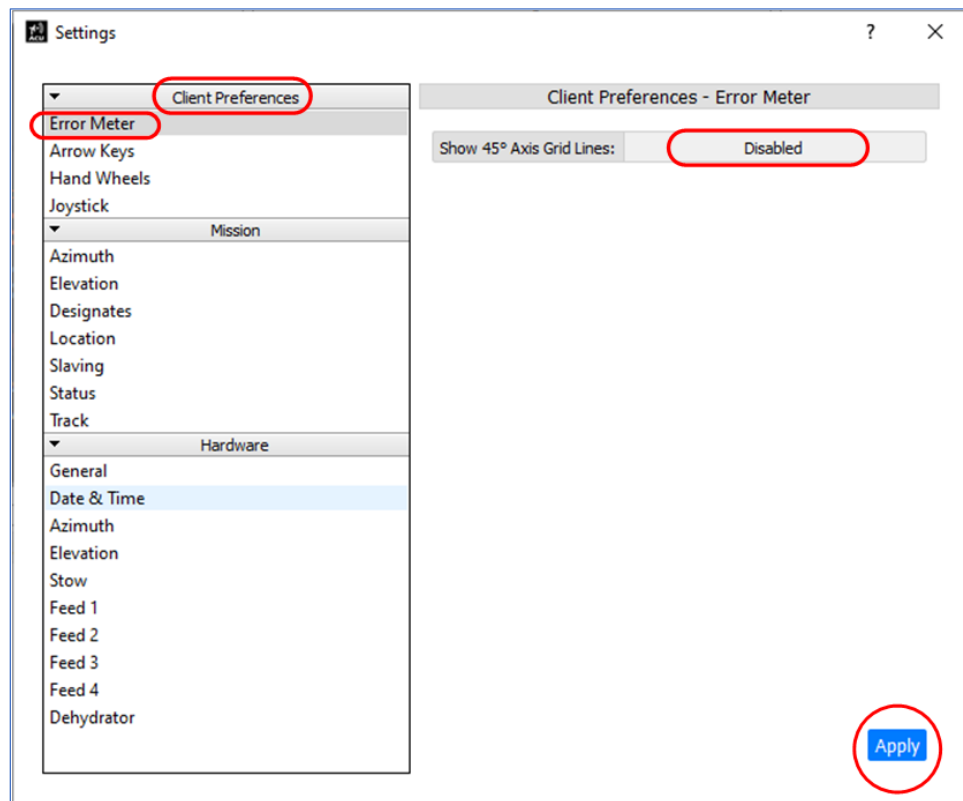 ACU Settings ?
Client Preferences
Error Meter
Arrow Keys
Hand Wheels
Joystick
Mission
Azimuth
Elevation
Designates
Location
Slaving
Status
Track
Hardware
General
Date & Time
Azimuth
Elevation
Stow
Feed 1
Feed 2
Feed 3
Feed 4
Dehydrator
Client Preferences - Error Meter
Show 45° Axis Grid Lines: Disabled
Apply